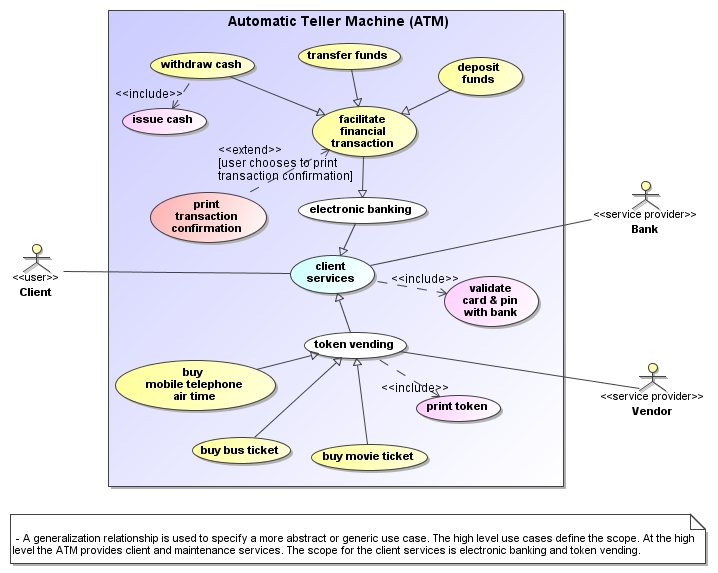 Automatic Teller Machine (ATM)
withdraw cash
transfer funds
deposit
funds
<<include>>
issue cash
facilitate
financial
transaction
<<extend>>
[user chooses to print
transaction confirmation]
print
transaction
confirmation
electronic banking
<<service provider>>
Bank
<<user>>
Client
client
services
<<include>>
validate
card & pin
with bank
token vending
buy
mobile telephone
air time
<<include>>
print token
<<service provider>>
Vendor
buy bus ticket
buy movie ticket
- A generalization relationship is used to specify a more abstract or generic use case. The high level use cases define the scope. At the high
level the ATM provides client and maintenance services. The scope for the client services is electronic banking and token vending.